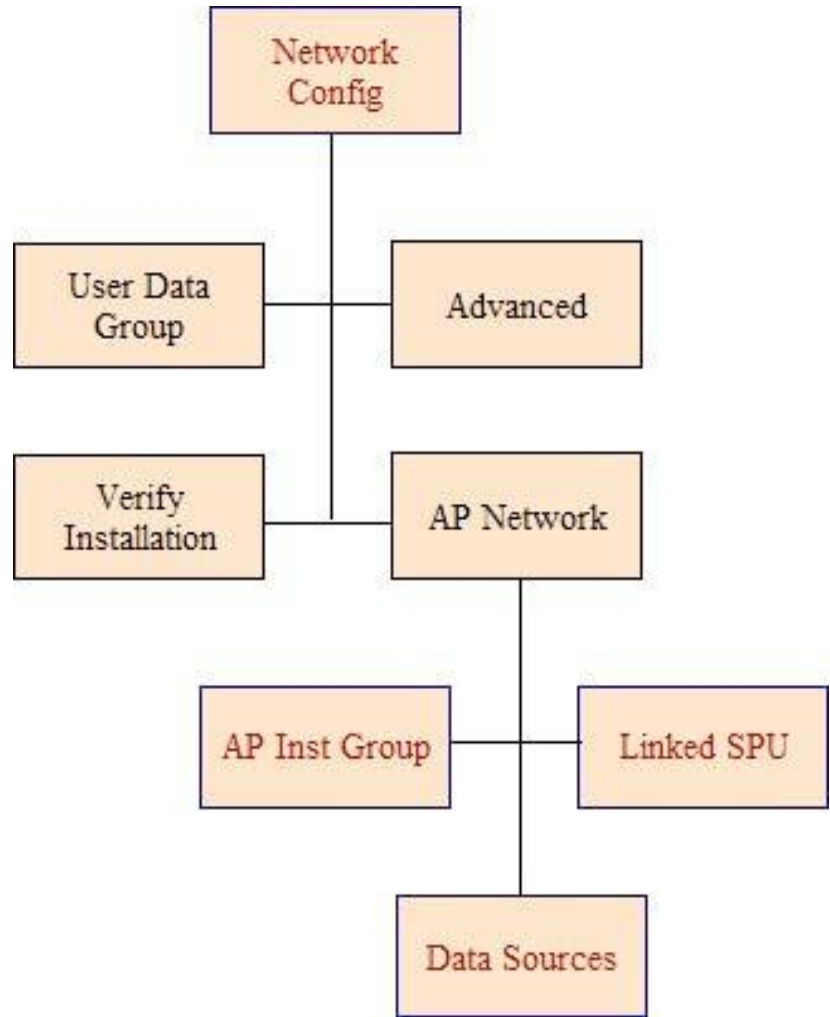 Network
Config
User Data
Group
Advanced
Verify
Installation
AP Network
AP Inst Group
Linked SPU
Data Sources